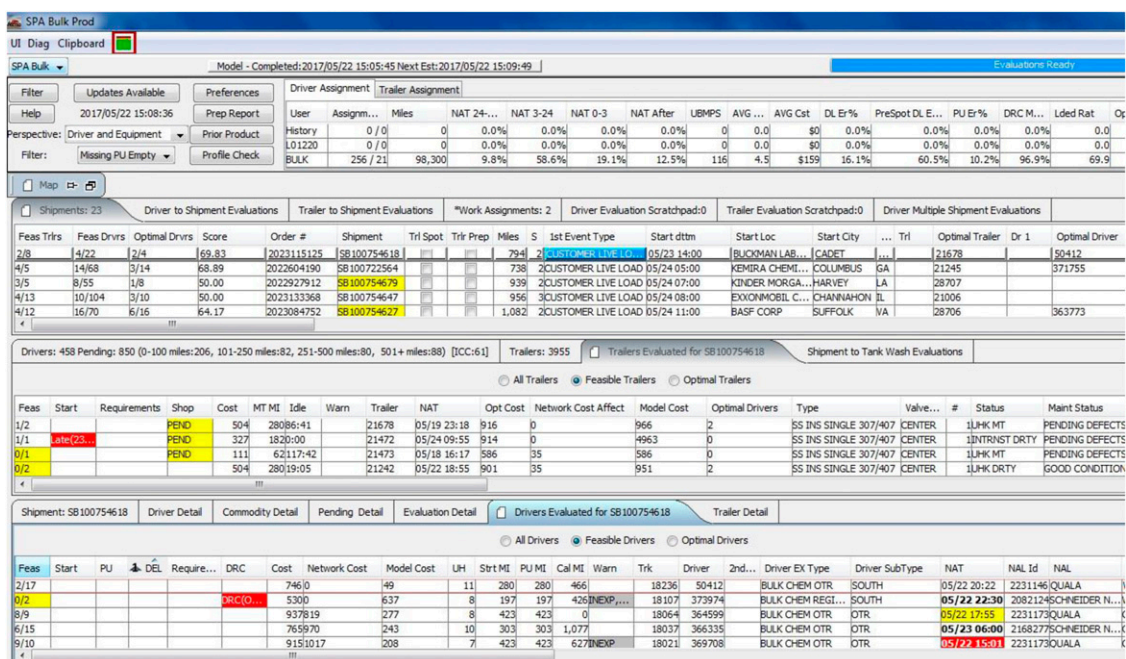 SPA Bulk Prod
UI Diag Clipboard
SPA Bulk Model - Completed:2017/05/22 15:05:45 Next Est:2017/05/22 15:09:49 Evaluations Ready
Filter Updates Available Preferences Driver Assignment Trailer Assignment
Help 2017/05/22 15:08:36 Prep Report User Assignm... Miles NAT 24-... NAT 3-24 NAT 0-3 NAT After UBMPS AVG ... AVG Cst DL Er% PreSpot DL E... PU Er% DRC M... Lded Rat Op
Perspective: Driver and Equipment Prior Product History 0 / 0 0 0.0% 0.0% 0.0% 0.0% 0 0.0 $0 0.0% 0.0% 0.0% 0.0% 0.0
L01220 0 / 0 0 0.0% 0.0% 0.0% 0.0% 0 0.0 $0 0.0% 0.0% 0.0% 0.0% 0.0
Filter: Missing PU Empty Profile Check BULK 256 / 21 98,300 9.8% 58.6% 19.1% 12.5% 116 4.5 $159 16.1% 60.5% 10.2% 96.9% 69.9
Map
Shipments: 23 Driver to Shipment Evaluations Trailer to Shipment Evaluations *Work Assignments: 2 Driver Evaluation Scratchpad:0 Trailer Evaluation Scratchpad:0 Driver Multiple Shipment Evaluations
Feas Trlrs Feas Drvrs Optimal Drvrs Score Order # Shipment Trl Spot Trlr Prep Miles S 1st Event Type Start dttm Start Loc Start City ... Trl Optimal Trailer Dr 1 Optimal Driver
2/8 4/22 2/4 69.83 2023115125 SB100754618 794 2 CUSTOMER LIVE LO... 05/23 14:00 BUCKMAN LAB... CADET ... 21678 50412
4/5 14/68 3/14 68.89 2022604190 SB100722564 738 2 CUSTOMER LIVE LOAD 05/24 05:00 KEMIRA CHEMI... COLUMBUS GA 21245 371755
3/5 8/55 1/8 50.00 2022927912 SB100754679 939 2 CUSTOMER LIVE LOAD 05/24 07:00 KINDER MORGA... HARVEY LA 28707
4/13 10/104 3/10 50.00 2023133368 SB100754647 956 3 CUSTOMER LIVE LOAD 05/24 08:00 EXXONMOBIL C... CHANNAHON IL 21006
4/12 16/70 6/16 64.17 2023084752 SB100754627 1,082 2 CUSTOMER LIVE LOAD 05/24 11:00 BASF CORP SUFFOLK VA 28706 363773
Drivers: 458 Pending: 850 (0-100 miles:206, 101-250 miles:82, 251-500 miles:80, 501+ miles:88) [ICC:61] Trailers: 3955 Trailers Evaluated for SB100754618 Shipment to Tank Wash Evaluations
All Trailers Feasible Trailers Optimal Trailers
Feas Start Requirements Shop Cost MT MI Idle Warn Trailer NAT Opt Cost Network Cost Affect Model Cost Optimal Drivers Type Valve... # Status Maint Status
1/2 PEND 504 280 86:41 21678 05/19 23:18 916 0 966 2 SS INS SINGLE 307/407 CENTER 1 UHK MT PENDING DEFECTS
1/1 Late(23... 327 182 0:00 21472 05/24 09:55 914 0 4963 0 SS INS SINGLE 307/407 CENTER 1 INTRNST DRTY PENDING DEFECTS
0/1 PEND 111 62 117:42 21473 05/18 16:17 586 35 586 0 SS INS SINGLE 307/407 CENTER 1 UHK MT PENDING DEFECTS
0/2 504 280 19:05 21242 05/22 18:55 901 35 951 2 SS INS SINGLE 307/407 CENTER 1 UHK DRTY GOOD CONDITION
Shipment: SB100754618 Driver Detail Commodity Detail Pending Detail Evaluation Detail Drivers Evaluated for SB100754618 Trailer Detail
All Drivers Feasible Drivers Optimal Drivers
Feas Start PU DEL Require... DRC Cost Network Cost Model Cost UH Strt MI PU MI Cal MI Warn Trk Driver 2nd... Driver EX Type Driver SubType NAT NAL Id NAL
2/17 746 0 49 11 280 280 466 18236 50412 BULK CHEM OTR SOUTH 05/22 20:22 2231146 QUALA
0/2 DRC(O... 530 0 637 8 197 197 426 INEXP,... 18107 373974 BULK CHEM REGI... SOUTH 05/22 22:30 2082124 SCHNEIDER N...
8/9 937 819 277 8 423 423 0 18064 364599 BULK CHEM OTR OTR 05/22 17:55 2231173 QUALA
6/15 765 970 243 10 303 303 1,077 18037 366335 BULK CHEM OTR OTR 05/23 06:00 2168277 SCHNEIDER N...
9/10 915 1017 208 7 423 423 627 INEXP 18021 369708 BULK CHEM OTR OTR 05/22 15:01 2231173 QUALA